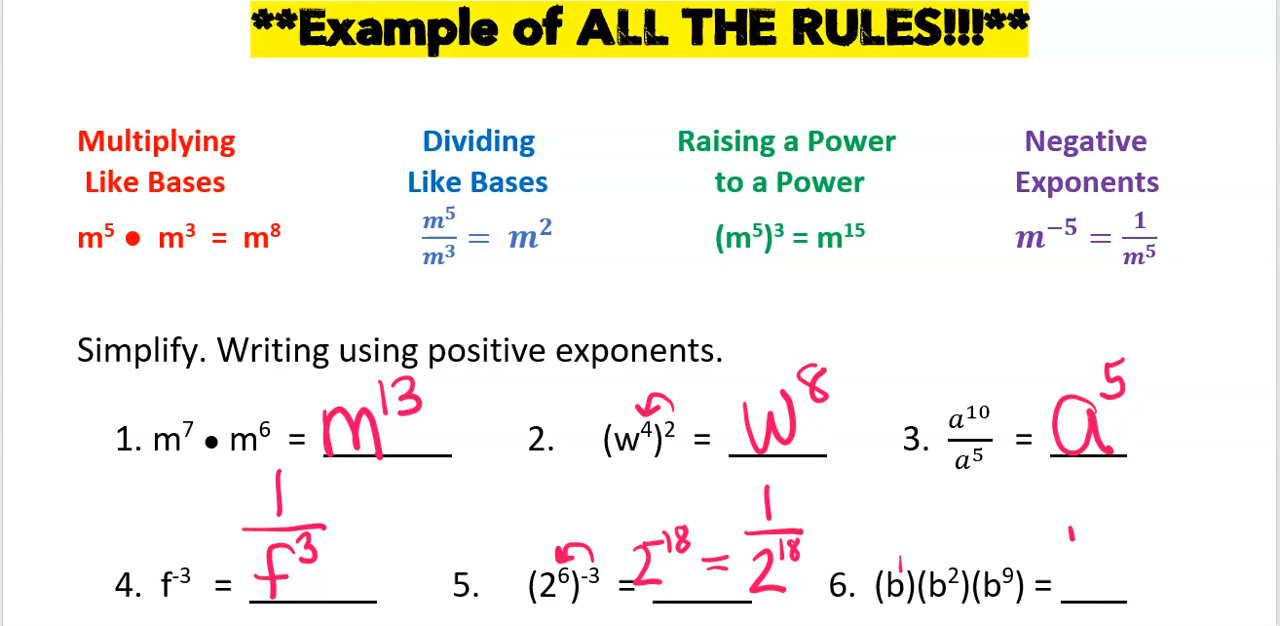 **Example of ALL THE RULES!!!**
Multiplying Like Bases
m⁵ • m³ = m⁸
Dividing Like Bases
m⁵/m³ = m²
Raising a Power to a Power
(m⁵)³ = m¹⁵
Negative Exponents
m⁻⁵ = 1/m⁵
Simplify. Writing using positive exponents.
1. m⁷ • m⁶ = m¹³
2. (w⁴)² = w⁸
3. a¹⁰/a⁵ = a⁵
4. f⁻³ = 1/f³
5. (2⁶)⁻³ = 2⁻¹⁸ = 1/2¹⁸
6. (b¹)(b²)(b⁹) = ____